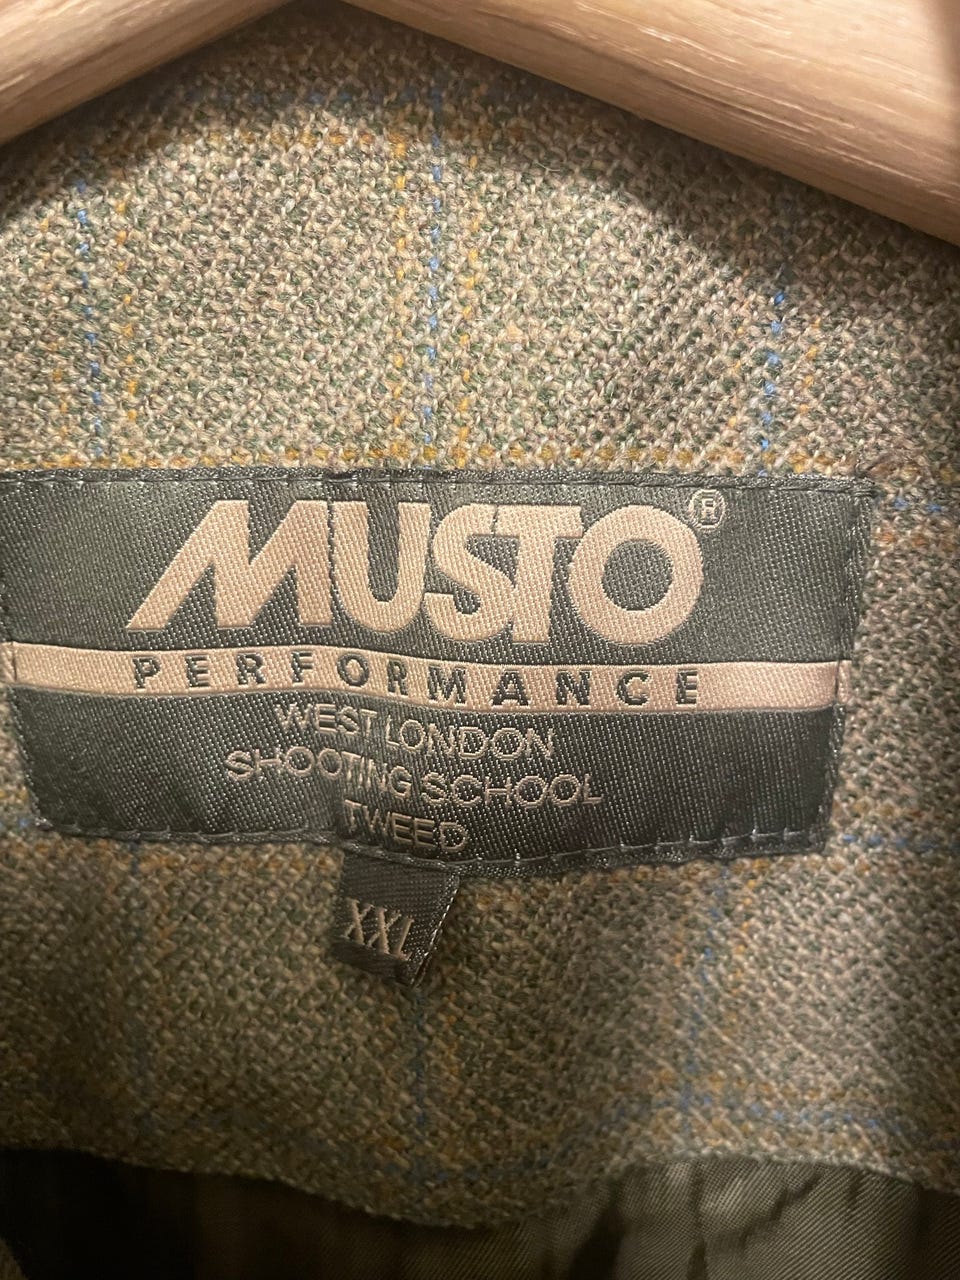 MUSTO®
PERFORMANCE
WEST LONDON
SHOOTING SCHOOL
TWEED
XXL